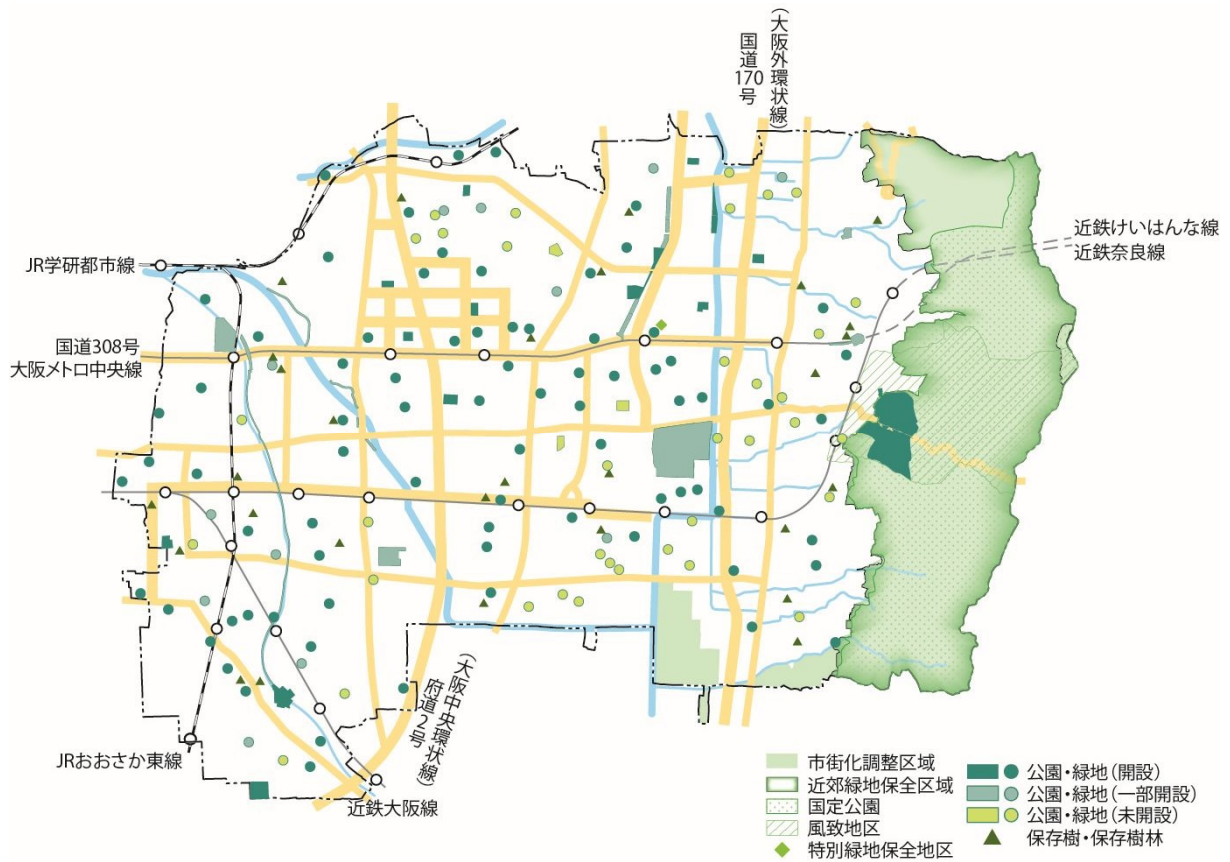 (大阪外環状線)
国道170号
近鉄けいはんな線
近鉄奈良線
JR学研都市線
国道308号
大阪メトロ中央線
(大阪中央環状線)
府道2号
JRおおさか東線
近鉄大阪線
市街化調整区域
近郊緑地保全区域
国定公園
風致地区
特別緑地保全地区
公園・緑地(開設)
公園・緑地(一部開設)
公園・緑地(未開設)
保存樹・保存樹林